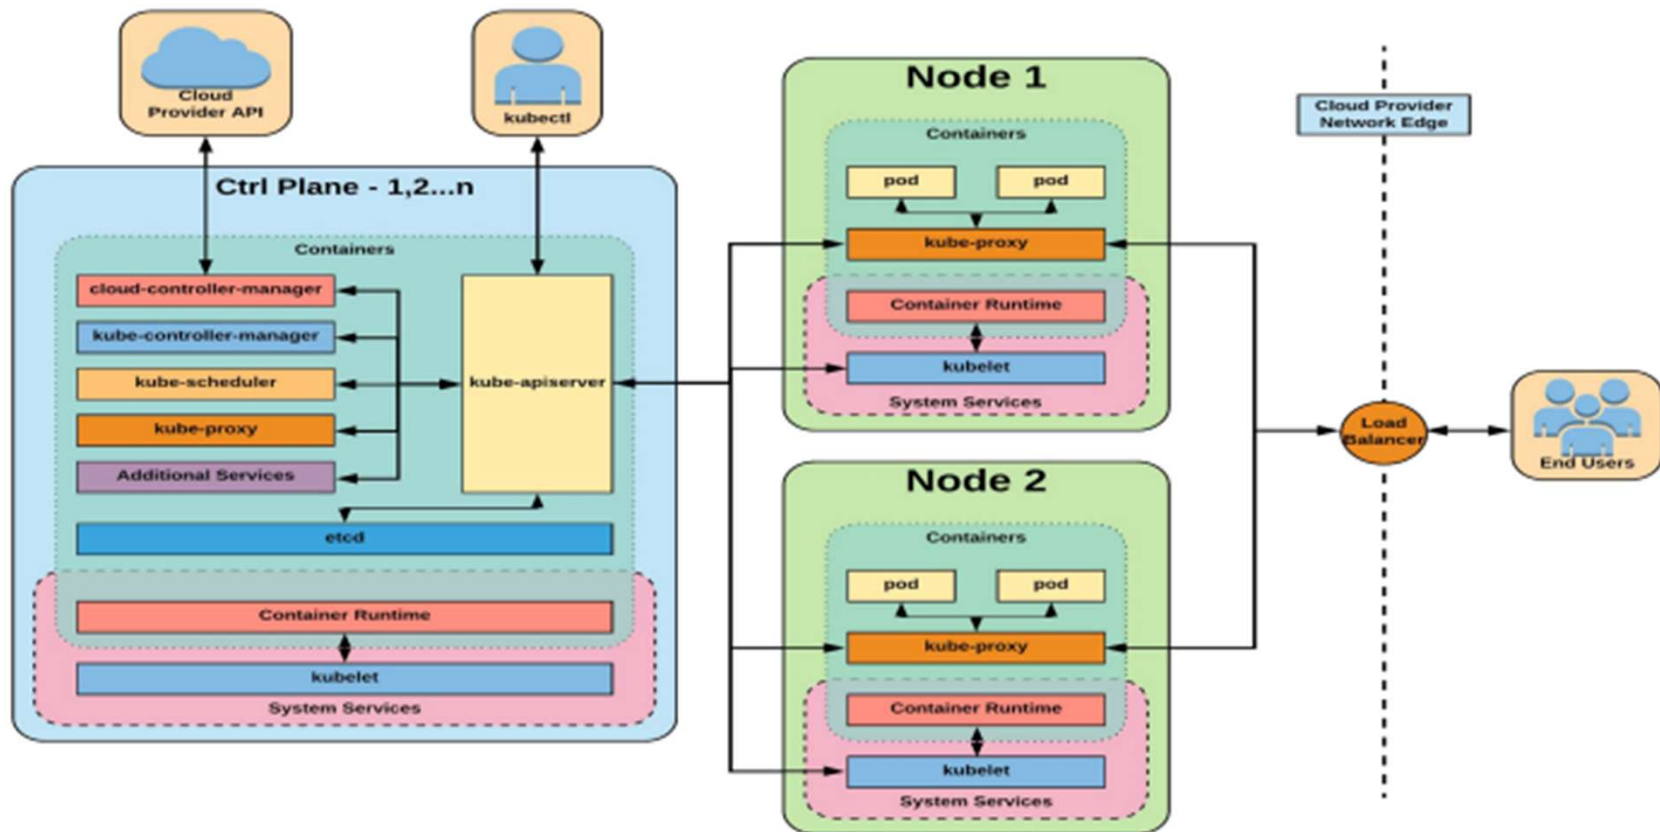 Cloud
Provider API
kubectl
Ctrl Plane - 1,2...n
Containers
cloud-controller-manager
kube-controller-manager
kube-scheduler
kube-proxy
Additional Services
kube-apiserver
etcd
Container Runtime
kubelet
System Services
Node 1
Containers
pod
pod
kube-proxy
Container Runtime
kubelet
System Services
Node 2
Containers
pod
pod
kube-proxy
Container Runtime
kubelet
System Services
Cloud Provider
Network Edge
Load
Balancer
End Users